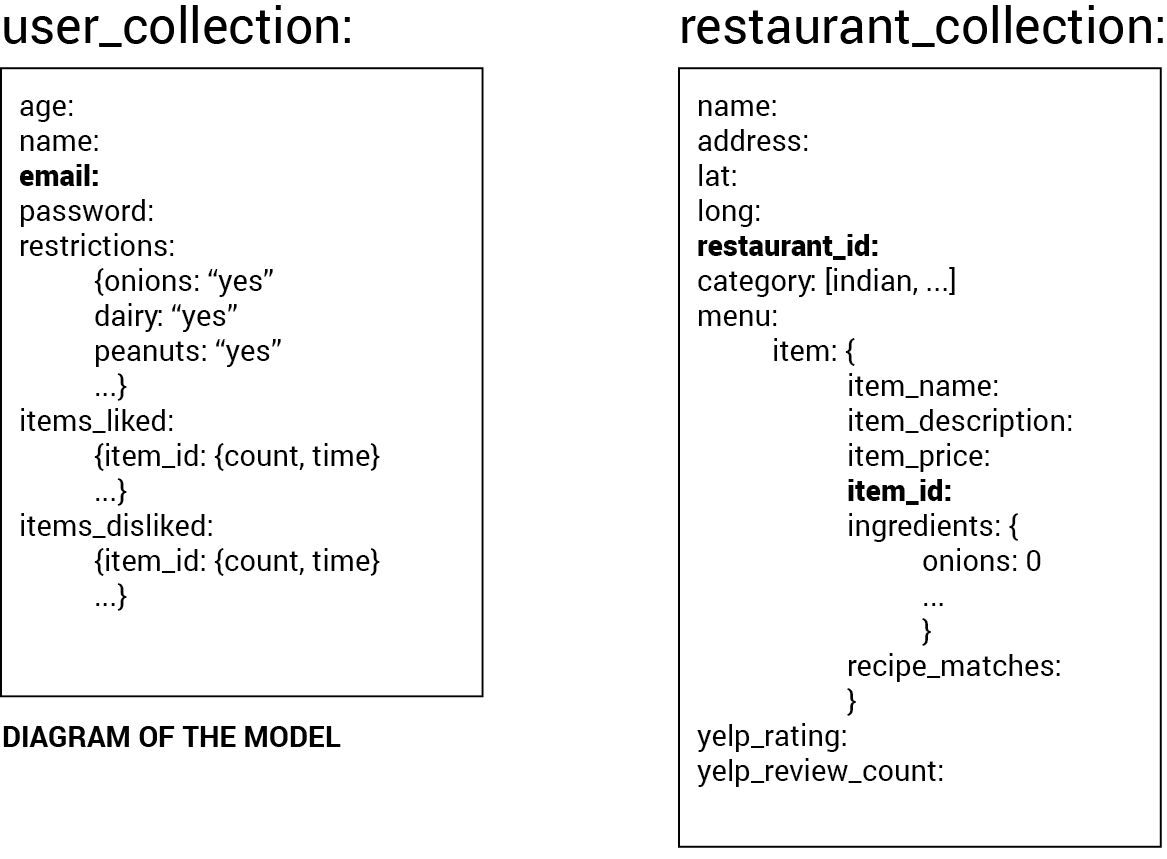 user_collection:
age:
name:
email:
password:
restrictions:
{onions: “yes”
dairy: “yes”
peanuts: “yes”
...}
items_liked:
{item_id: {count, time}
...}
items_disliked:
{item_id: {count, time}
...}
DIAGRAM OF THE MODEL
restaurant_collection:
name:
address:
lat:
long:
restaurant_id:
category: [indian, ...]
menu:
item: {
item_name:
item_description:
item_price:
item_id:
ingredients: {
onions: 0
...
}
recipe_matches:
}
yelp_rating:
yelp_review_count: